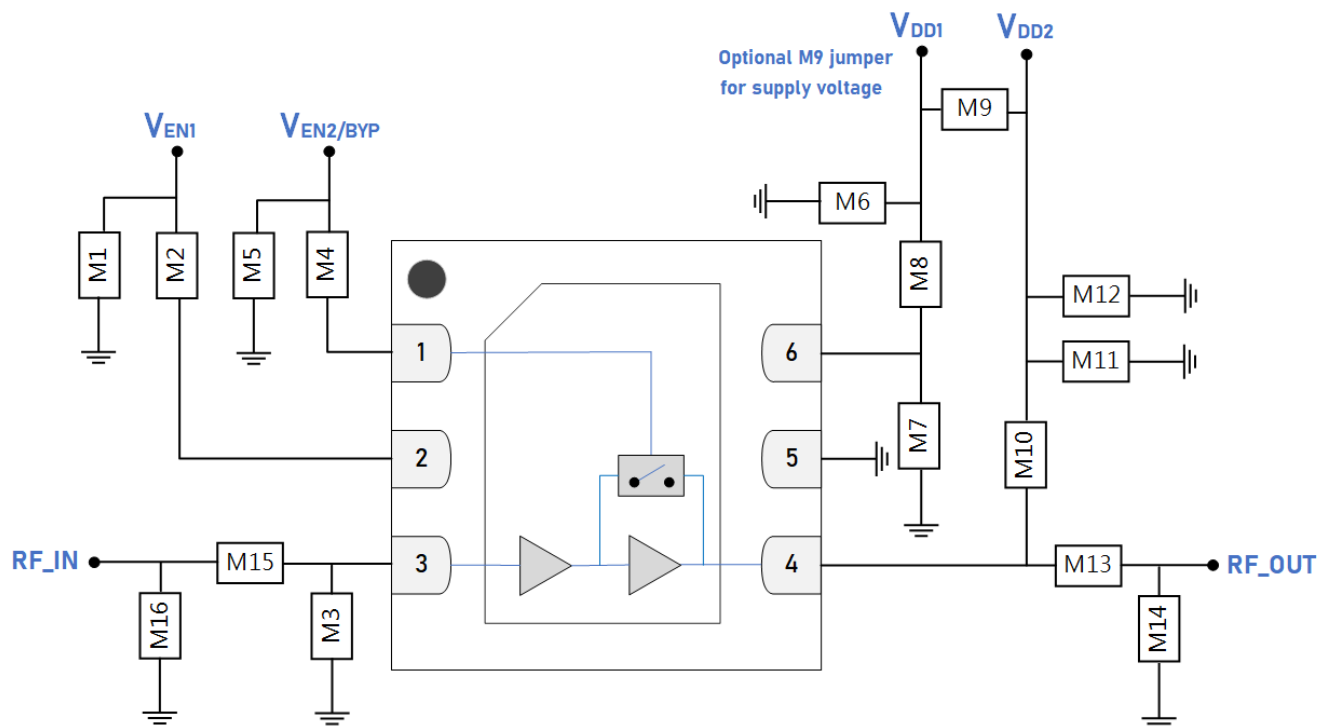 VDD1
VDD2
Optional M9 jumper
for supply voltage
M9
VEN1
VEN2/BYP
M6
M1
M2
M5
M4
M8
M12
1
6
M11
M7
M10
2
5
RF_IN
M15
3
4
M13
RF_OUT
M16
M3
M14